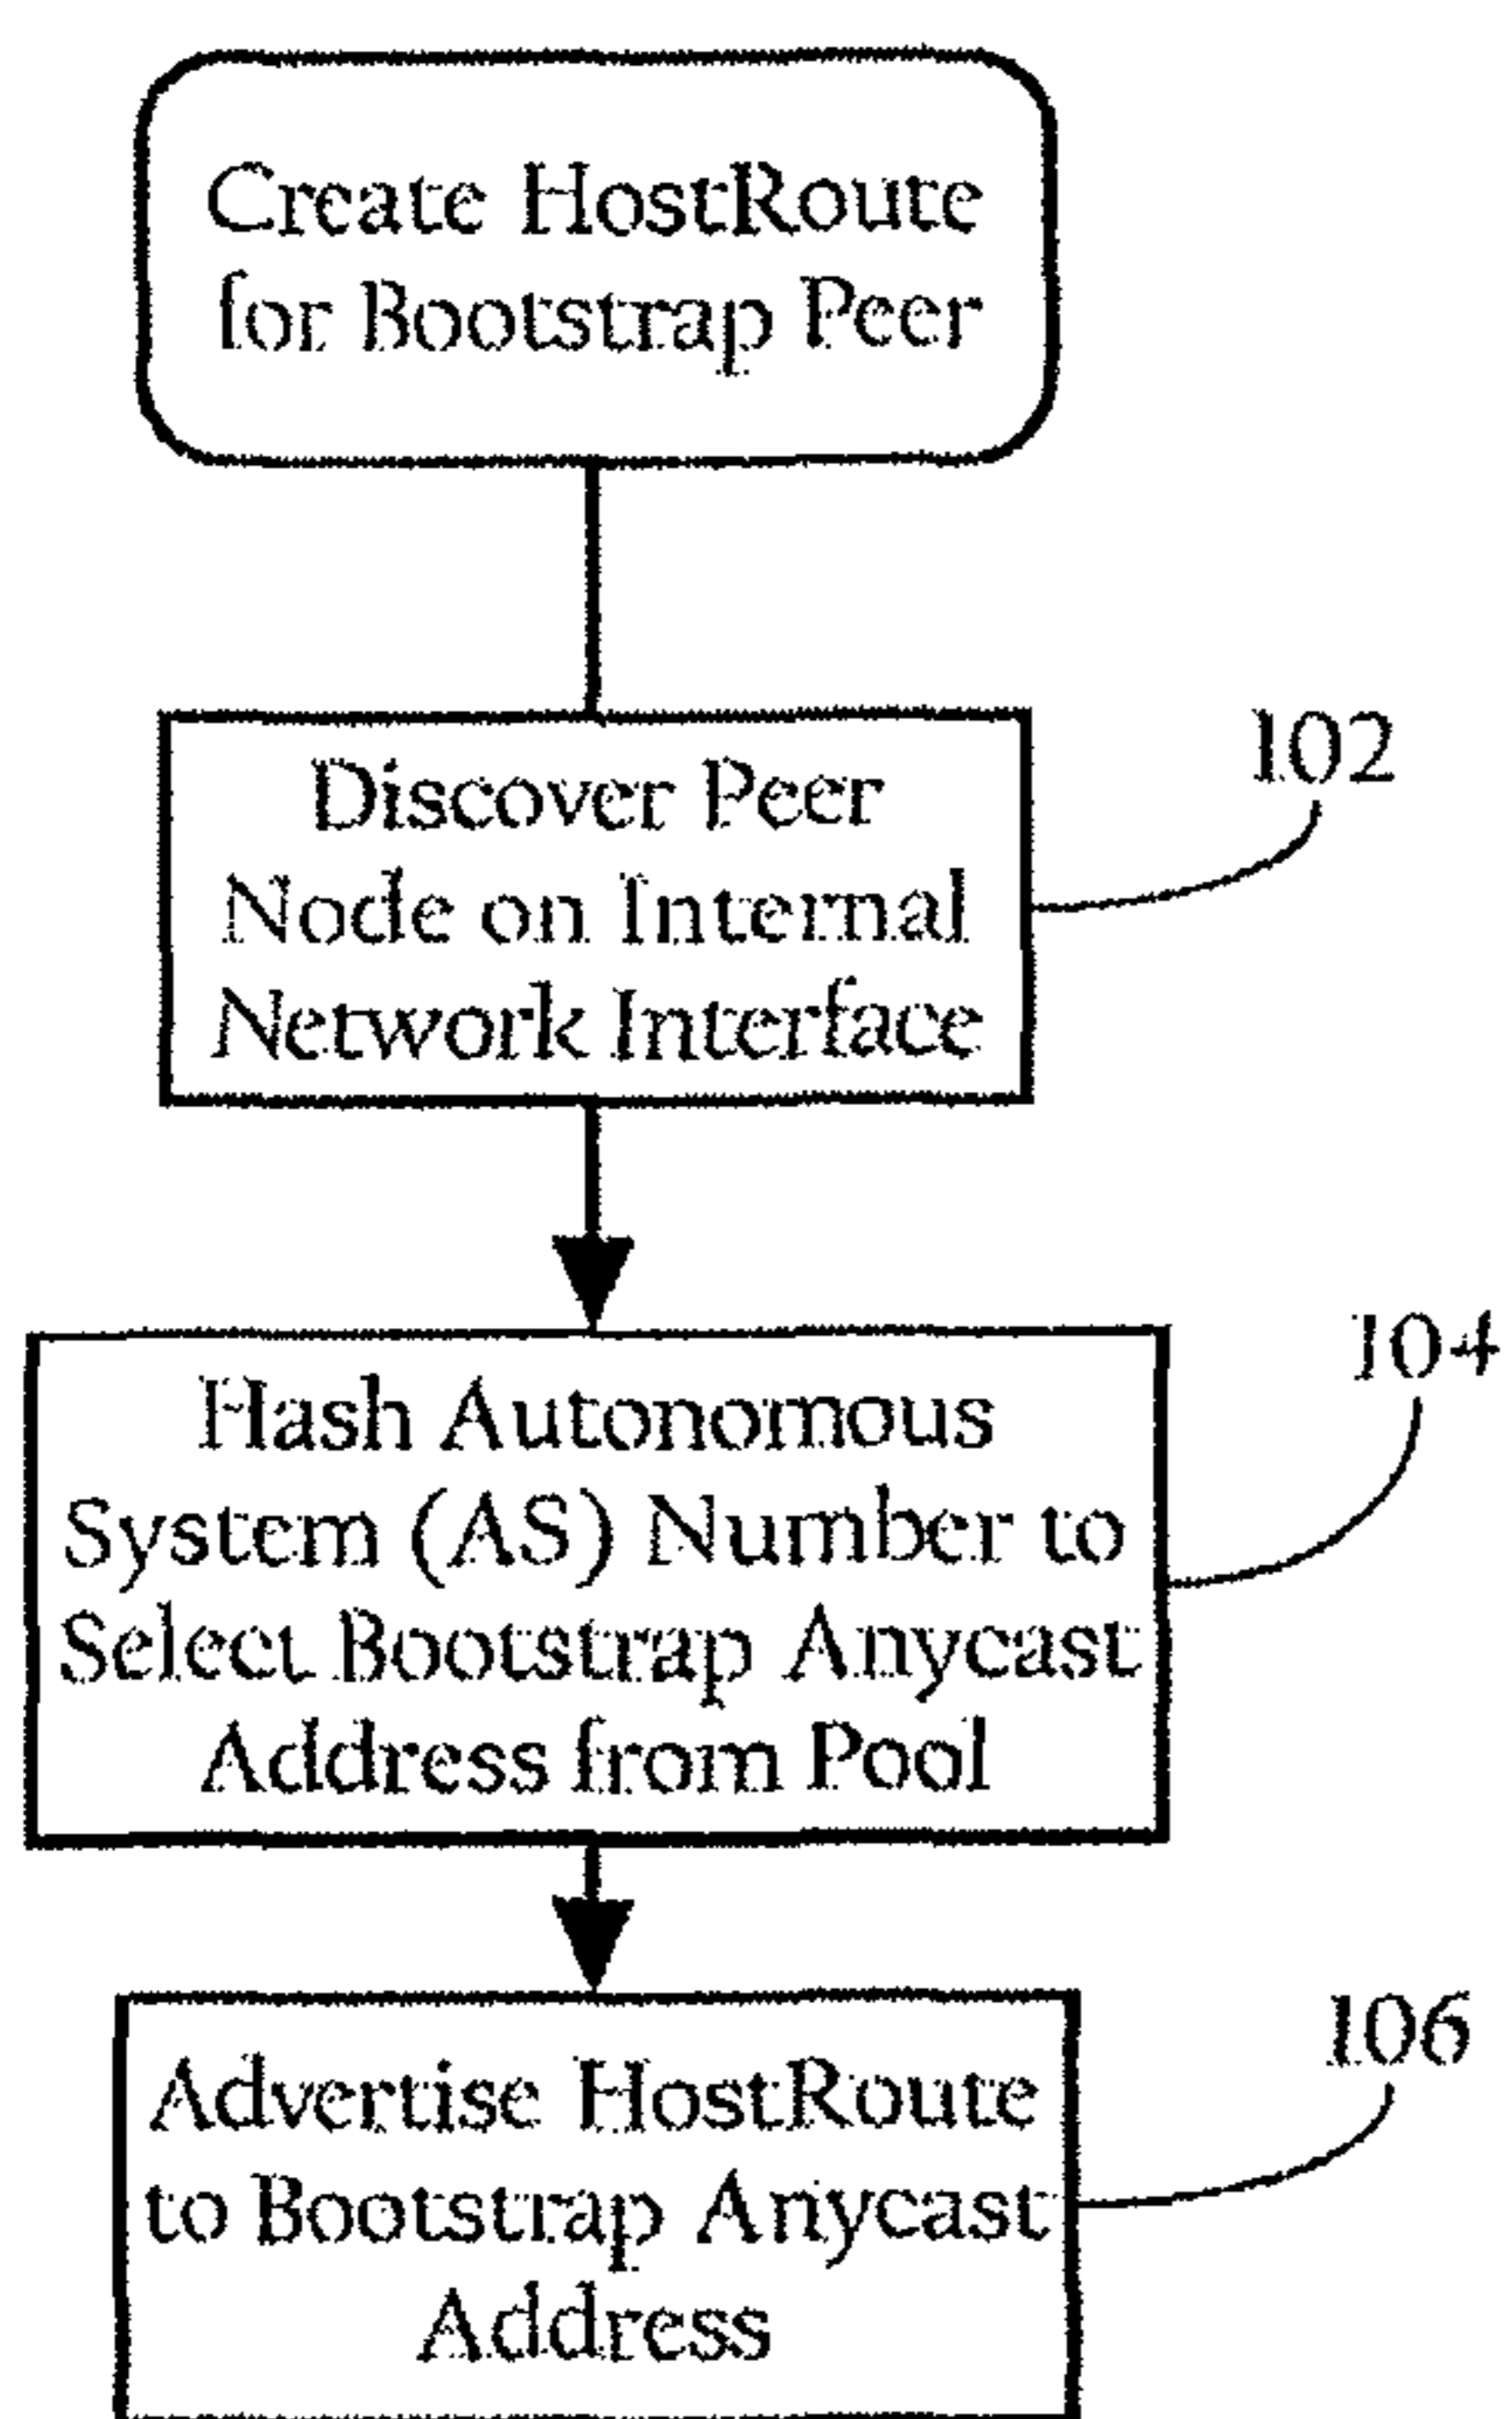 Create HostRoute
for Bootstrap Peer
Discover Peer
Node on Internal
Network Interface
102
Hash Autonomous
System (AS) Number to
Select Bootstrap Anycast
Address from Pool
104
Advertise HostRoute
to Bootstrap Anycast
Address
106